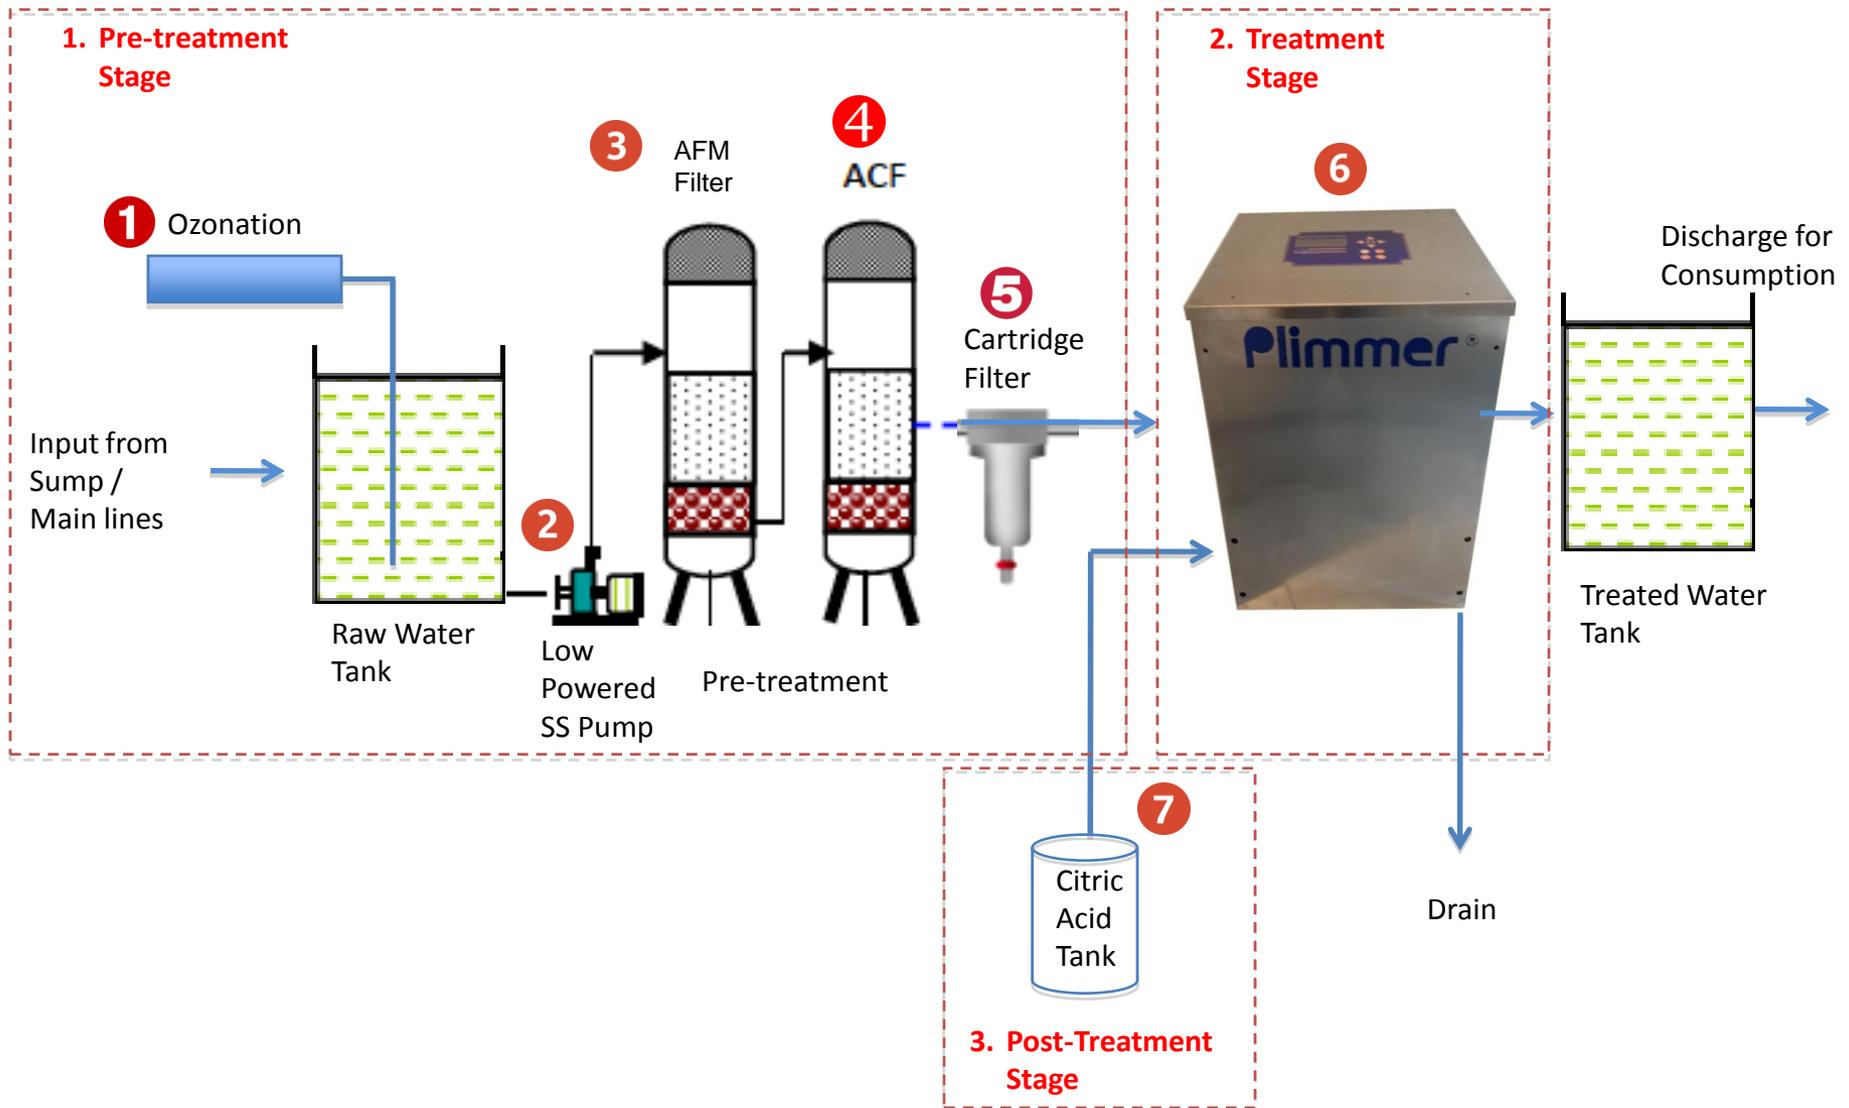 1. Pre-treatment
Stage
2. Treatment
Stage
3
AFM
Filter
4
ACF
6
1 Ozonation
Discharge for
Consumption
5
Cartridge
Filter
Plimmer®
Input from
Sump /
Main lines
2
Raw Water
Tank
Low
Powered
SS Pump
Pre-treatment
Treated Water
Tank
7
Citric
Acid
Tank
Drain
3. Post-Treatment
Stage